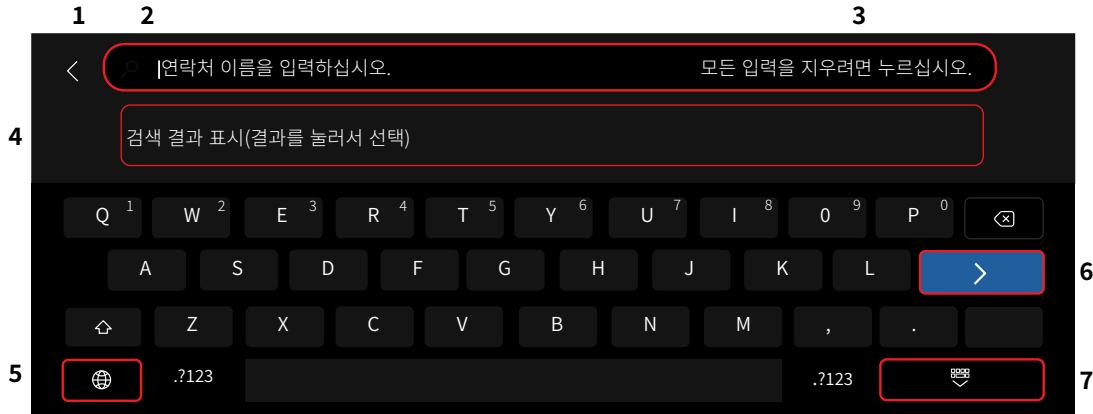 1 2 3
연락처 이름을 입력하십시오. 모든 입력을 지우려면 누르십시오.
4 검색 결과 표시(결과를 눌러서 선택)
Q 1 W 2 E 3 R 4 T 5 Y 6 U 7 I 8 0 9 P 0
A S D F G H J K L 6
Z X C V B N M , .
5 .?123 .?123 7